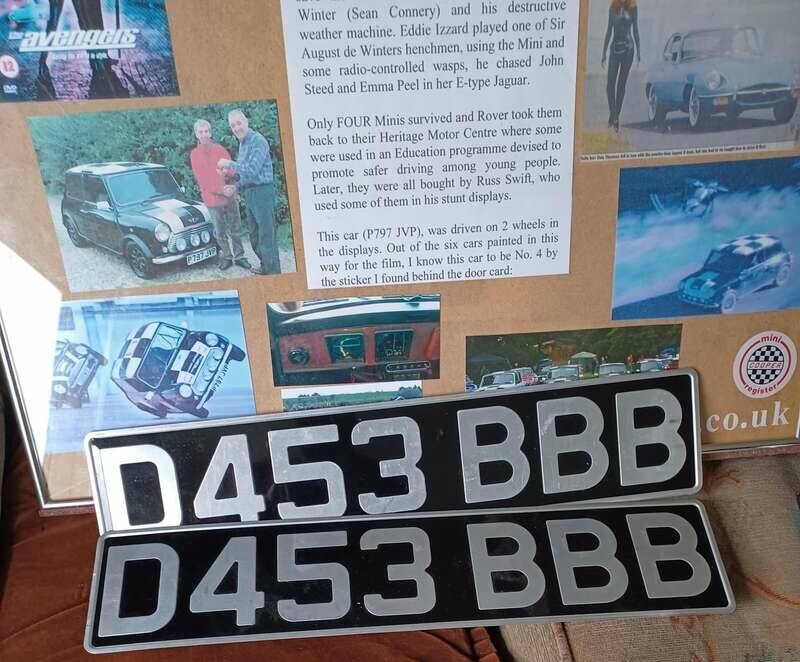 Winter (Sean Connery) and his destructive
weather machine. Eddie Izzard played one of Sir
August de Winters henchmen, using the Mini and
some radio-controlled wasps, he chased John
Steed and Emma Peel in her E-type Jaguar.
Only FOUR Minis survived and Rover took them
back to their Heritage Motor Centre where some
were used in an Education programme devised to
promote safer driving among young people.
Later, they were all bought by Russ Swift, who
used some of them in his stunt displays.
This car (P797 JVP), was driven on 2 wheels in
the displays. Out of the six cars painted in this
way for the film, I know this car to be No. 4 by
the sticker I found behind the door card:
the avengers
12
P797 JVP
P797 JVP
mini
COOPER
register
.co.uk
D453 BBB
D453 BBB